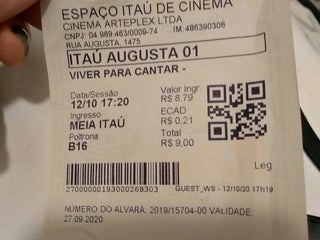 ESPAÇO ITAÚ DE CINEMA
CINEMA ARTEPLEX LTDA
CNPJ: 04.969.463/0009-74 IM: 486390306
RUA AUGUSTA, 1475
ITAÚ AUGUSTA 01
VIVER PARA CANTAR -
Data/Sessão
12/10 17:20
Ingresso
MEIA ITAÚ
Poltrona
B16
Valor Ingr.
R$ 8,79
ECAD
R$ 0,21
Total
R$ 9,00
Leg
27000000193000268303 GUEST_WS - 12/10/20 17h19
NUMERO DO ALVARÁ: 2019/15704-00 VALIDADE:
27.09.2020